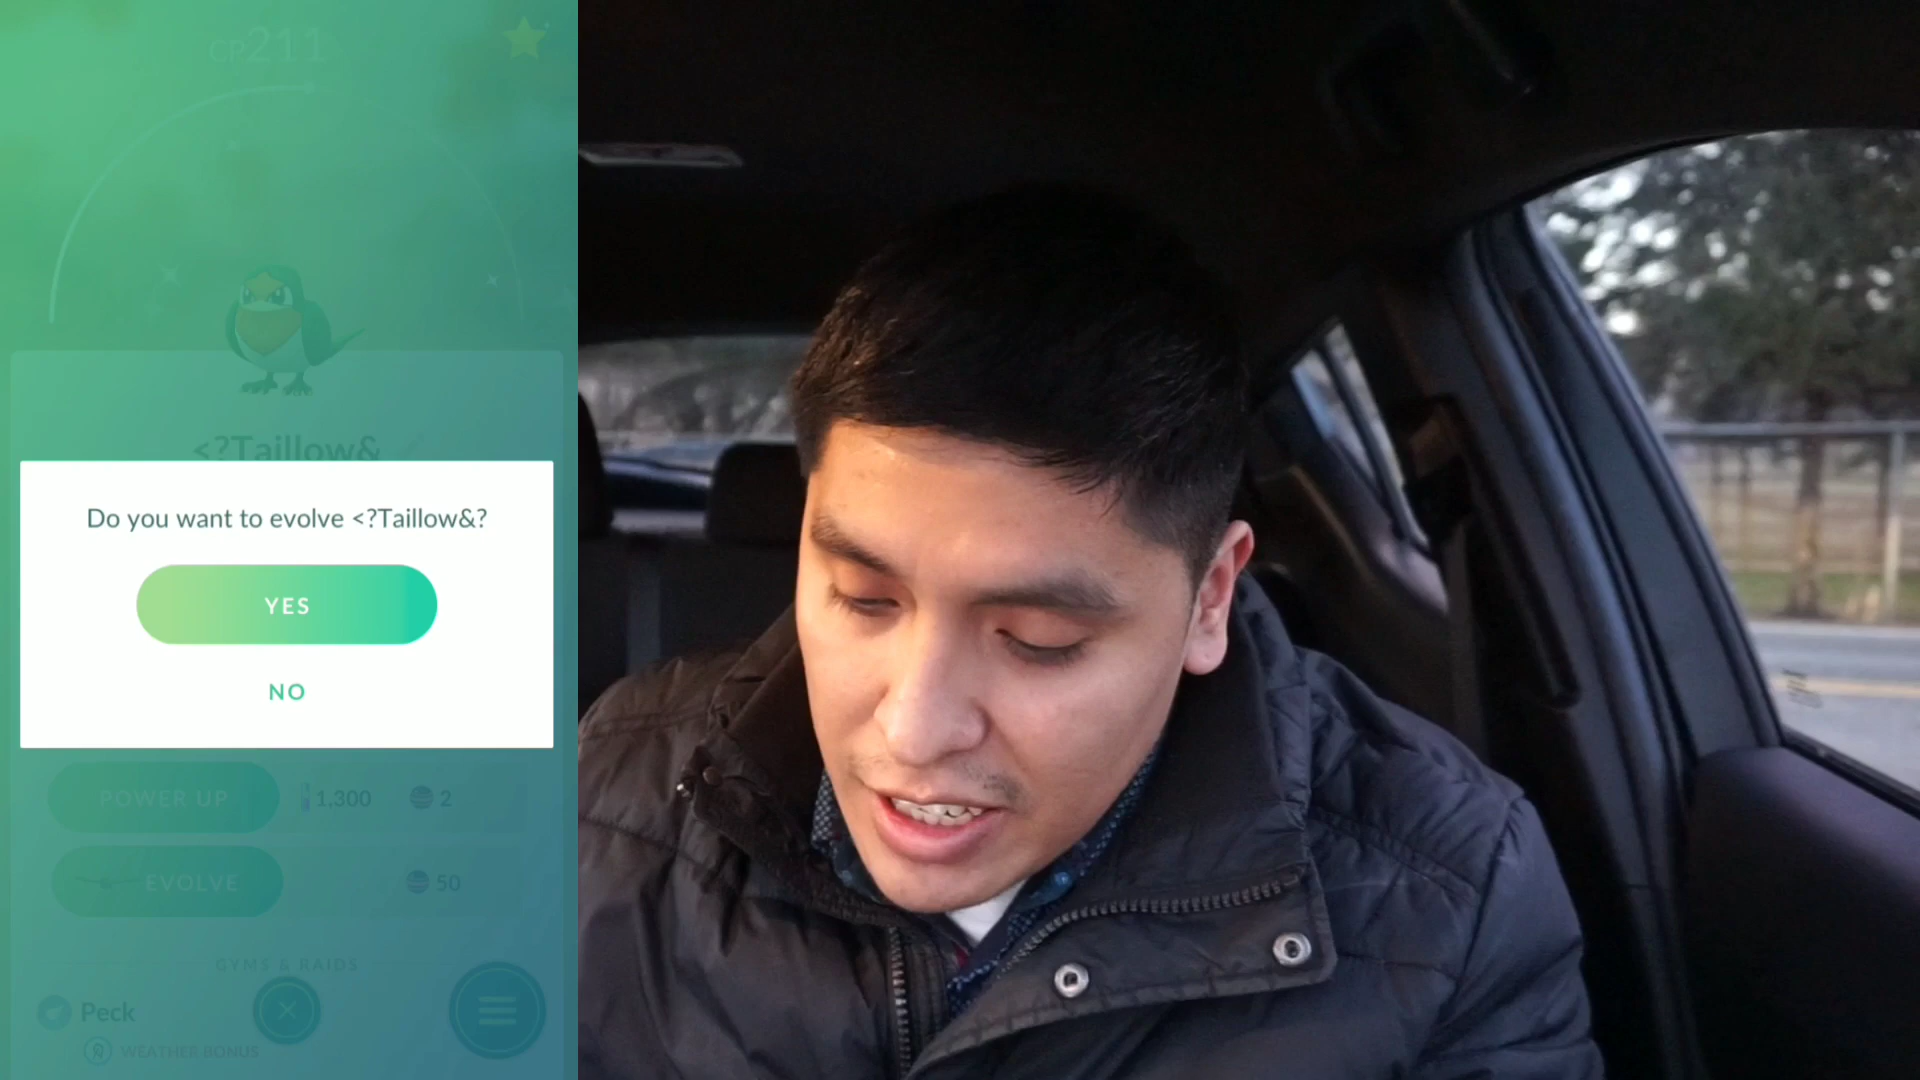 CP211
<?Taillow&
Do you want to evolve <?Taillow&?
YES
NO
POWER UP 1,300 2
EVOLVE 50
GYMS & RAIDS
Peck
WEATHER BONUS